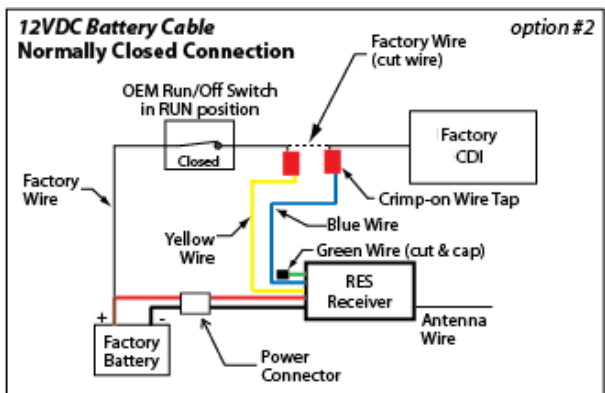 12VDC Battery Cable
option #2
Normally Closed Connection
Factory Wire
(cut wire)
OEM Run/Off Switch
in RUN position
Closed
Factory
CDI
Factory
Wire
Crimp-on Wire Tap
Blue Wire
Yellow
Wire
Green Wire (cut & cap)
RES
Receiver
Antenna
Wire
+
-
Factory
Battery
Power
Connector